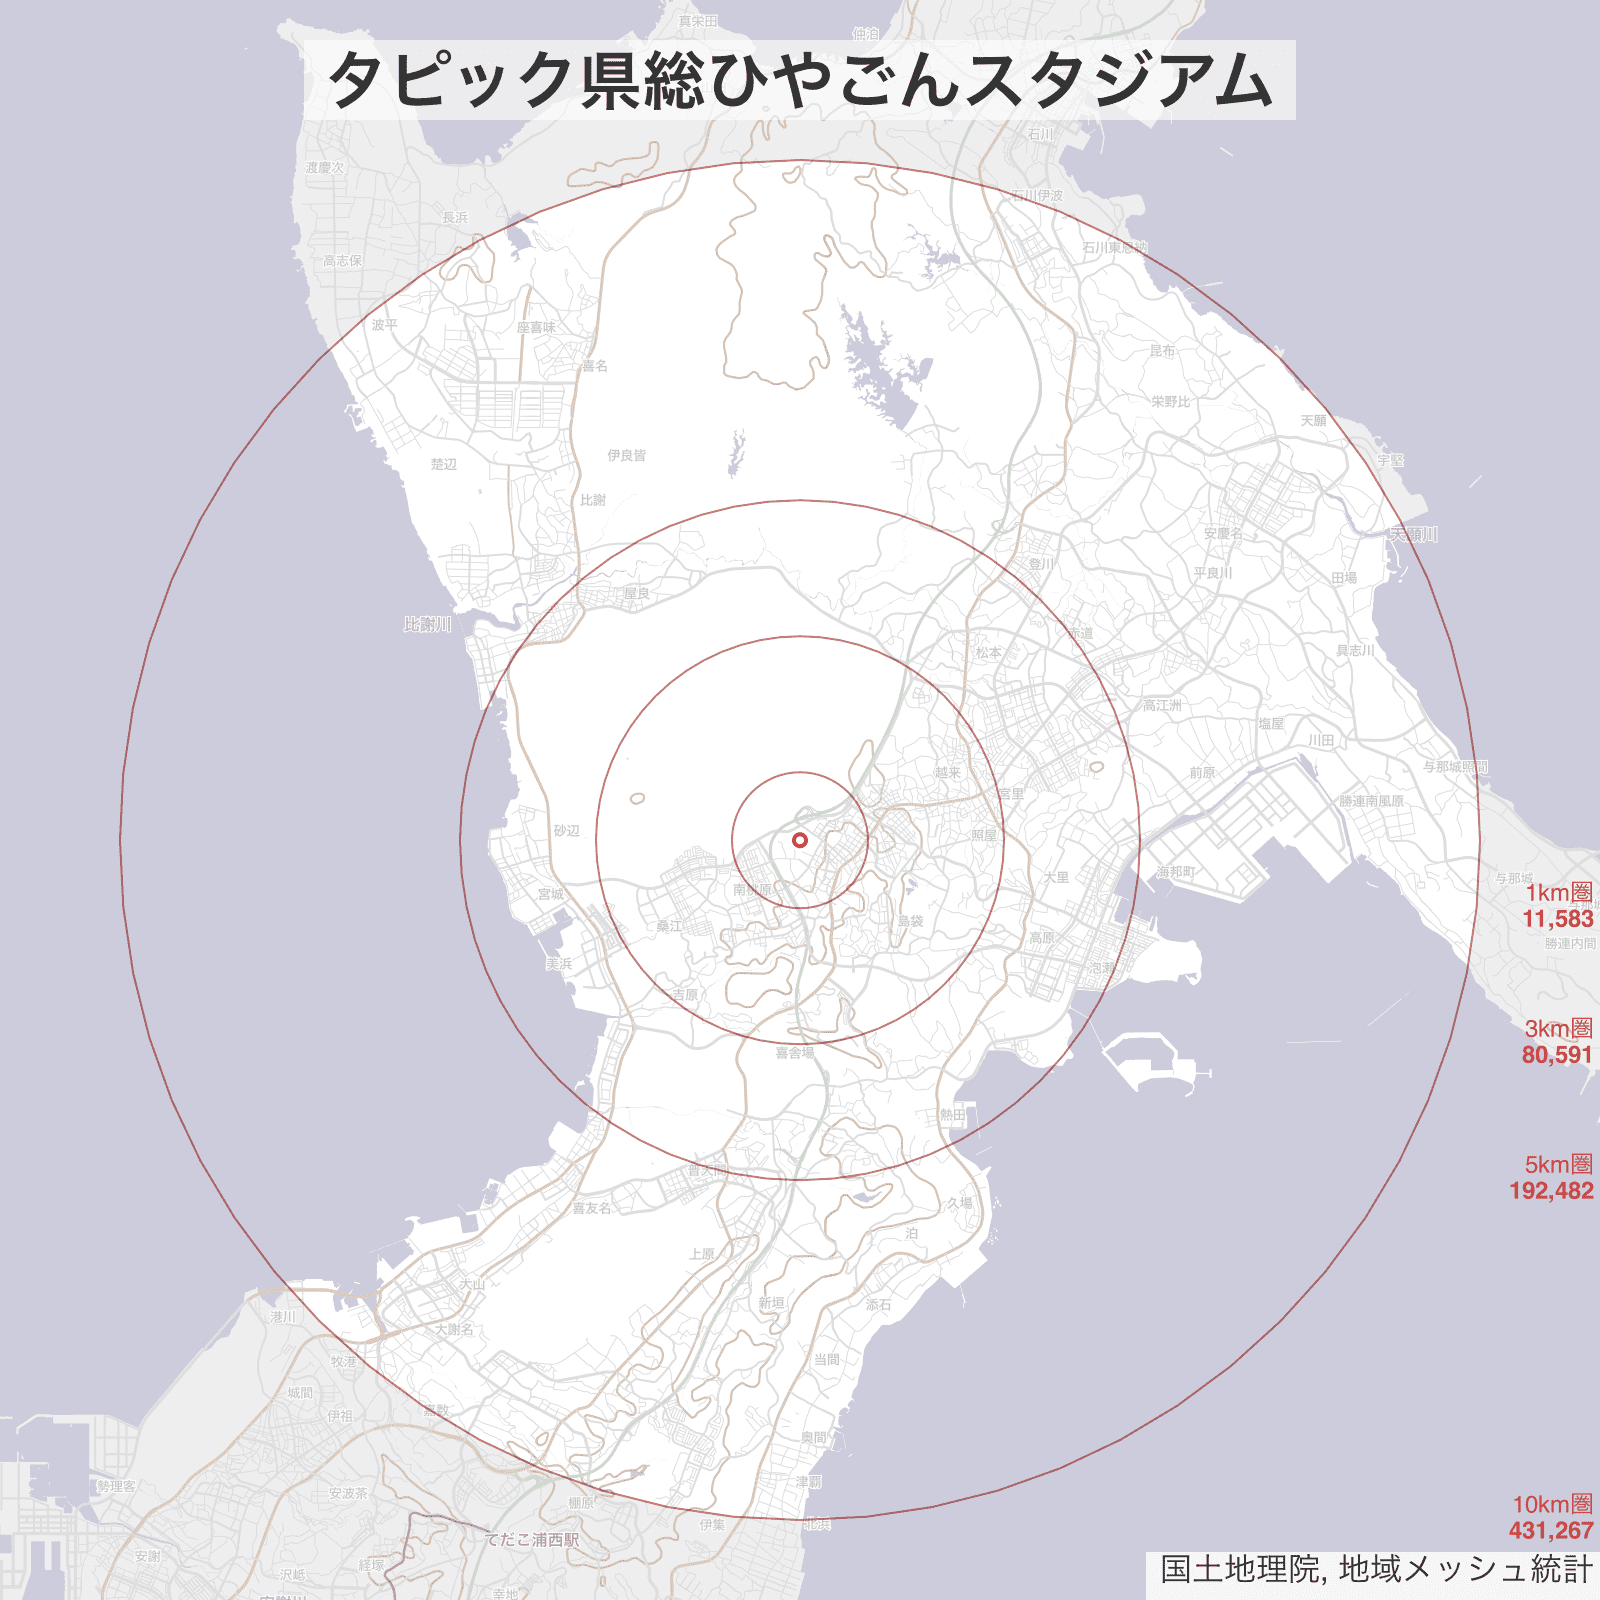 真栄田
仲泊
タピック県総ひやごんスタジアム
石川
渡慶次
石川伊波
長浜
石川東恩納
高志保
波平
座喜味
昆布
喜名
栄野比
天願
伊良皆
宇堅
楚辺
比謝
安慶名
天願川
登川
平良川
田場
屋良
比謝川
赤道
松本
具志川
高江洲
塩屋
川田
越来
前原
与那城照間
宮里
勝連南風原
砂辺
照屋
海邦町
大里
与那城
南桃原
宮城
1km圏
11,583
島袋
桑江
高原
勝連内間
美浜
泡瀬
吉原
3km圏
80,591
喜舎場
熱田
5km圏
192,482
普天間
久場
喜友名
泊
上原
大山
新垣
添石
港川
大謝名
牧港
当間
城間
伊祖
嘉数
奥間
津覇
勢理客
安波茶
棚原
10km圏
431,267
伊集
北浜
てだこ浦西駅
安謝
経塚
沢岻
幸地
国土地理院, 地域メッシュ統計